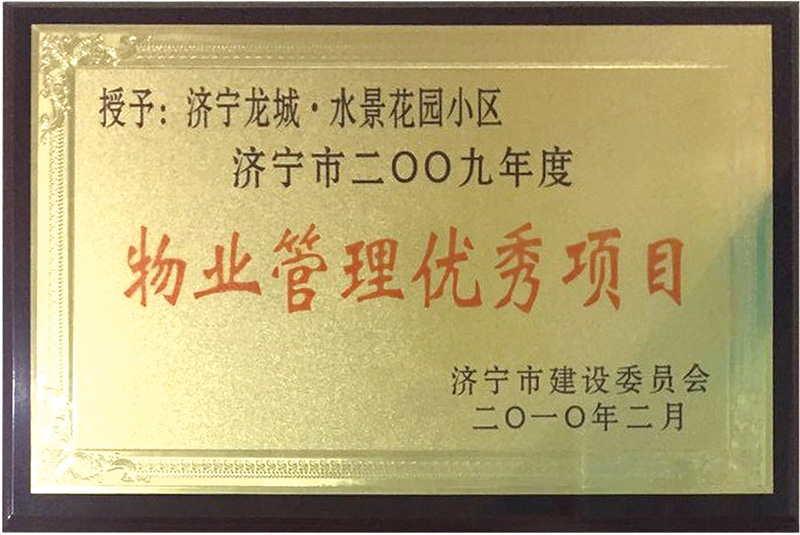 授予：济宁龙城·水景花园小区
济宁市二〇〇九年度
物业管理优秀项目
济宁市建设委员会
二〇一〇年二月